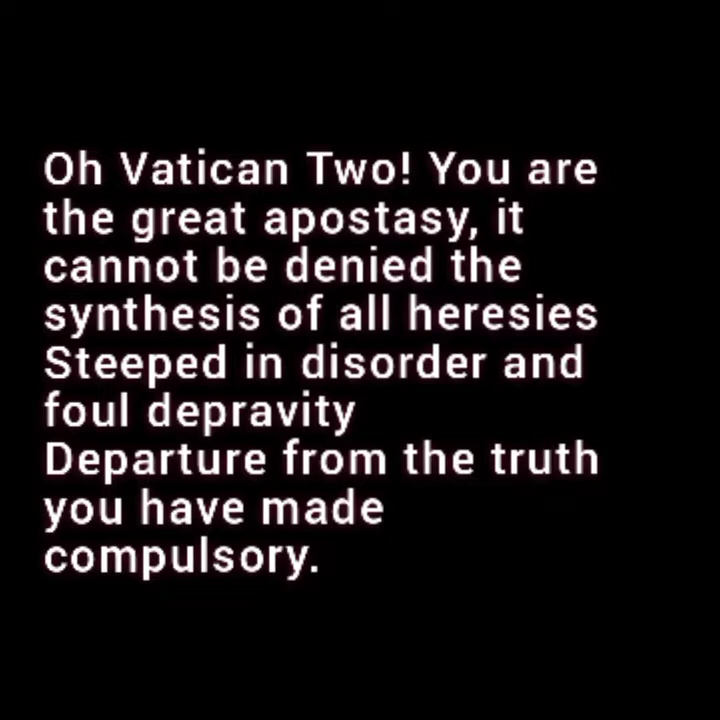 Oh Vatican Two! You are
the great apostasy, it
cannot be denied the
synthesis of all heresies
Steeped in disorder and
foul depravity
Departure from the truth
you have made
compulsory.